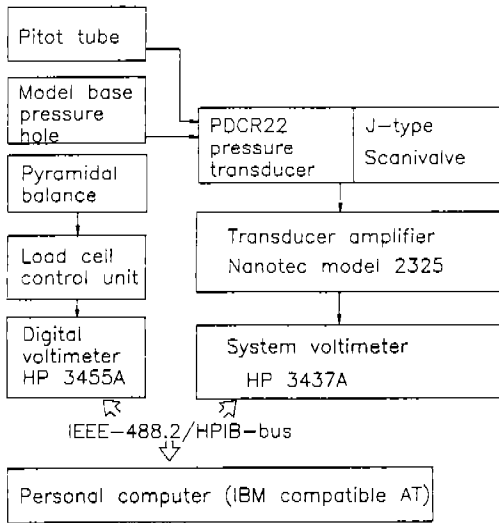 Pitot tube
Model base
pressure
hole
PDCR22
pressure
transducer
J-type
Scanivalve
Pyramidal
balance
Transducer amplifier
Nanotec model 2325
Load cell
control unit
Digital
voltimeter
HP 3455A
System voltimeter
HP 3437A
IEEE-488.2/HPIB-bus
Personal computer (IBM compatible AT)